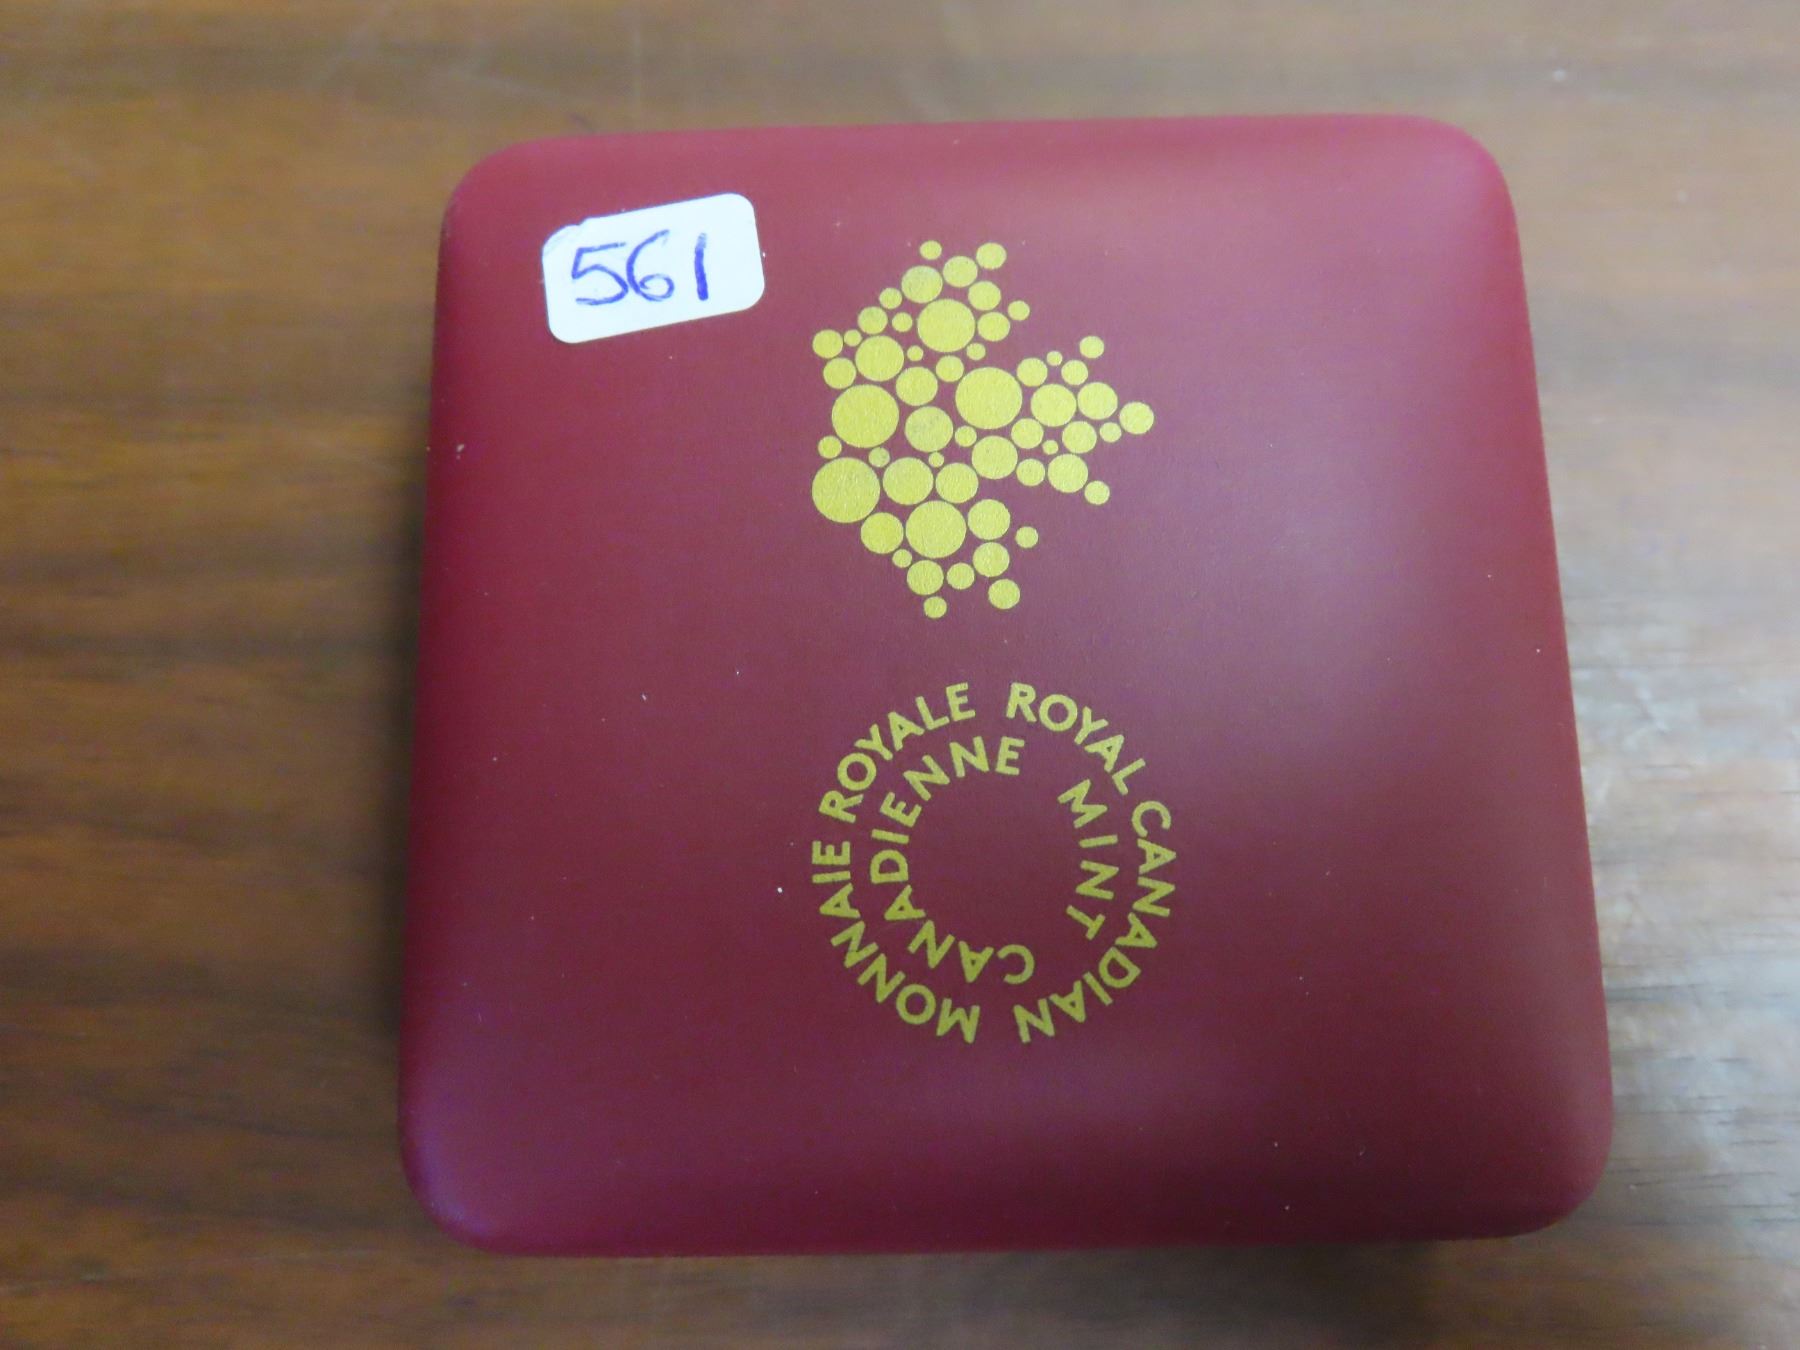 561
MONNAIE ROYALE ROYAL CANADIAN
CANADIENNE MINT